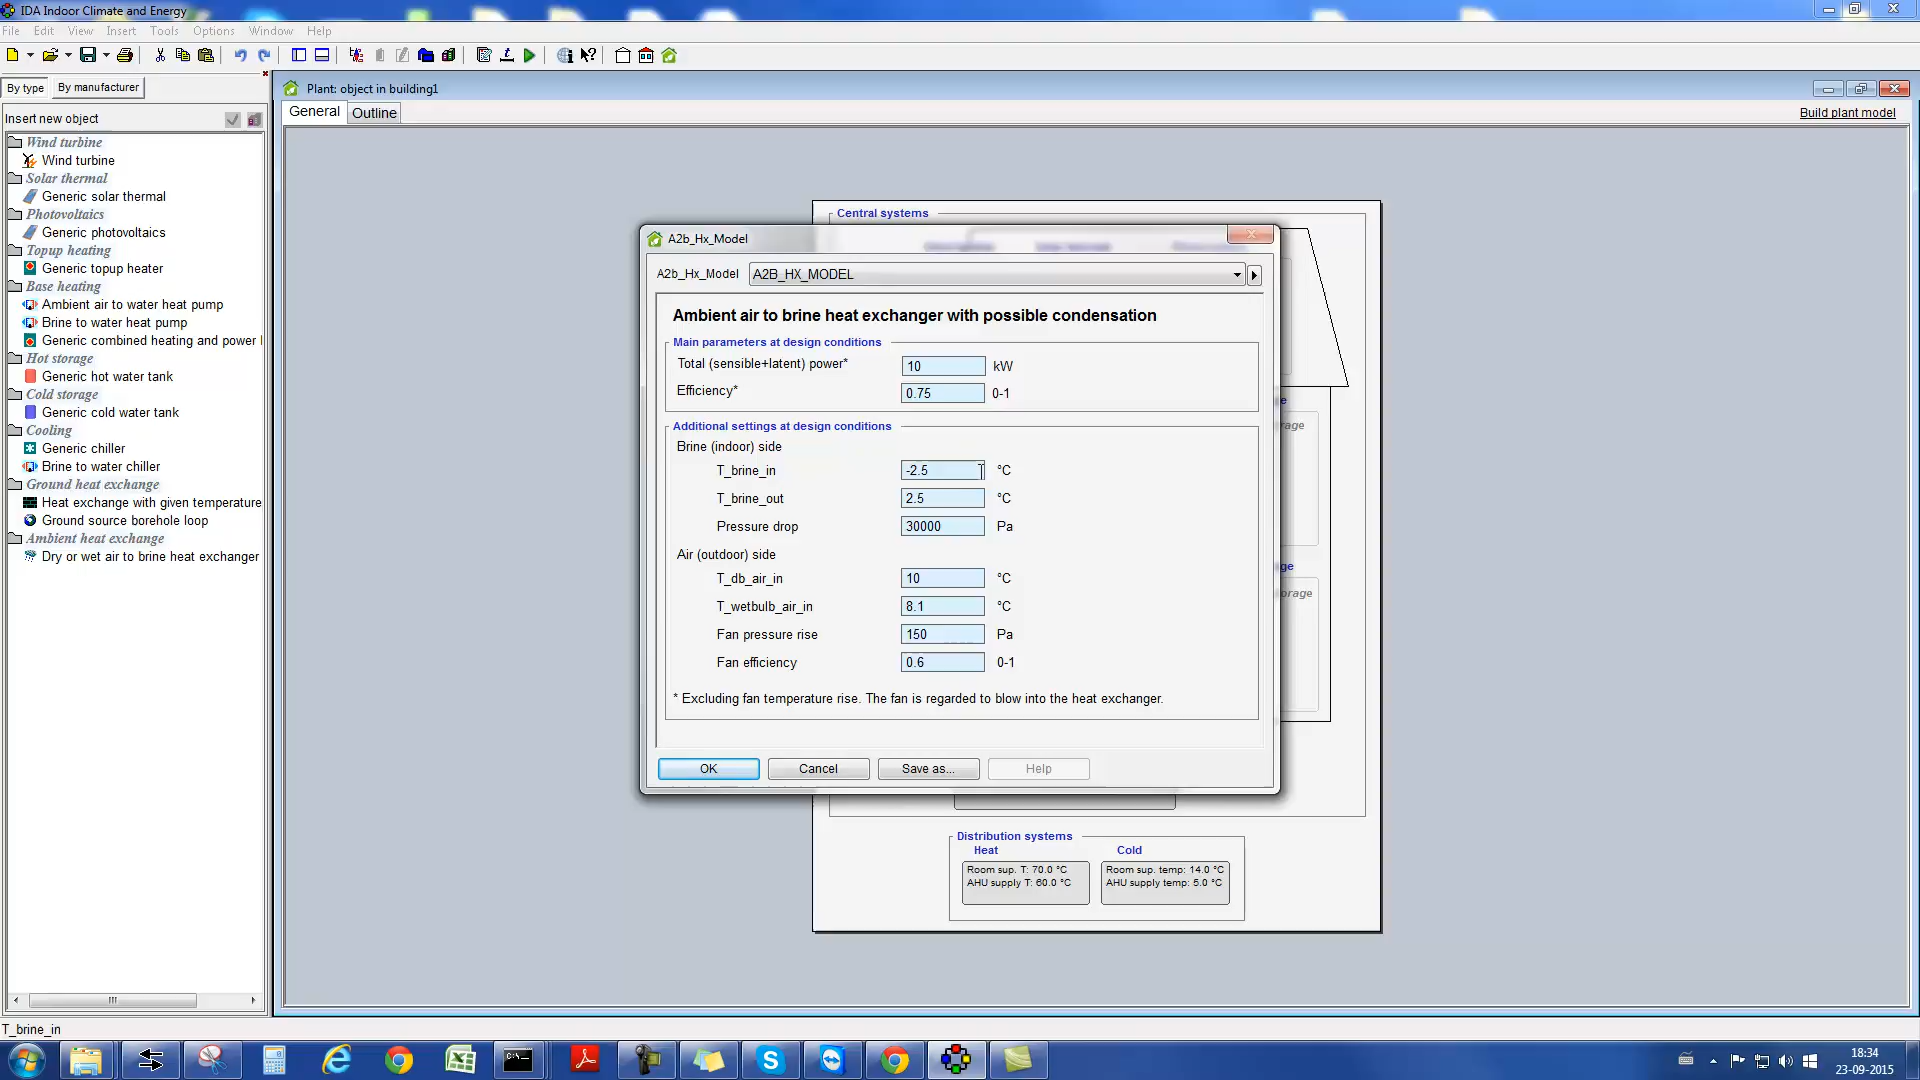 IDA Indoor Climate and Energy
File Edit View Insert Tools Options Window Help
By type By manufacturer
Plant: object in building1
General Outline
Build plant model
Insert new object
Wind turbine
Wind turbine
Solar thermal
Generic solar thermal
Photovoltaics
Generic photovoltaics
Topup heating
Generic topup heater
Base heating
Ambient air to water heat pump
Brine to water heat pump
Generic combined heating and power
Hot storage
Generic hot water tank
Cold storage
Generic cold water tank
Cooling
Generic chiller
Brine to water chiller
Ground heat exchange
Heat exchange with given temperature
Ground source borehole loop
Ambient heat exchange
Dry or wet air to brine heat exchanger
Central systems
A2b_Hx_Model
A2b_Hx_Model A2B_HX_MODEL
Ambient air to brine heat exchanger with possible condensation
Main parameters at design conditions
Total (sensible+latent) power* 10 kW
Efficiency* 0.75 0-1
Additional settings at design conditions
Brine (indoor) side
T_brine_in -2.5 °C
T_brine_out 2.5 °C
Pressure drop 30000 Pa
Air (outdoor) side
T_db_air_in 10 °C
T_wetbulb_air_in 8.1 °C
Fan pressure rise 150 Pa
Fan efficiency 0.6 0-1
* Excluding fan temperature rise. The fan is regarded to blow into the heat exchanger.
OK Cancel Save as... Help
Distribution systems
Heat Cold
Room sup. T: 70.0 °C
AHU supply T: 60.0 °C
Room sup. temp: 14.0 °C
AHU supply temp: 5.0 °C
T_brine_in
18:34
23-09-2015